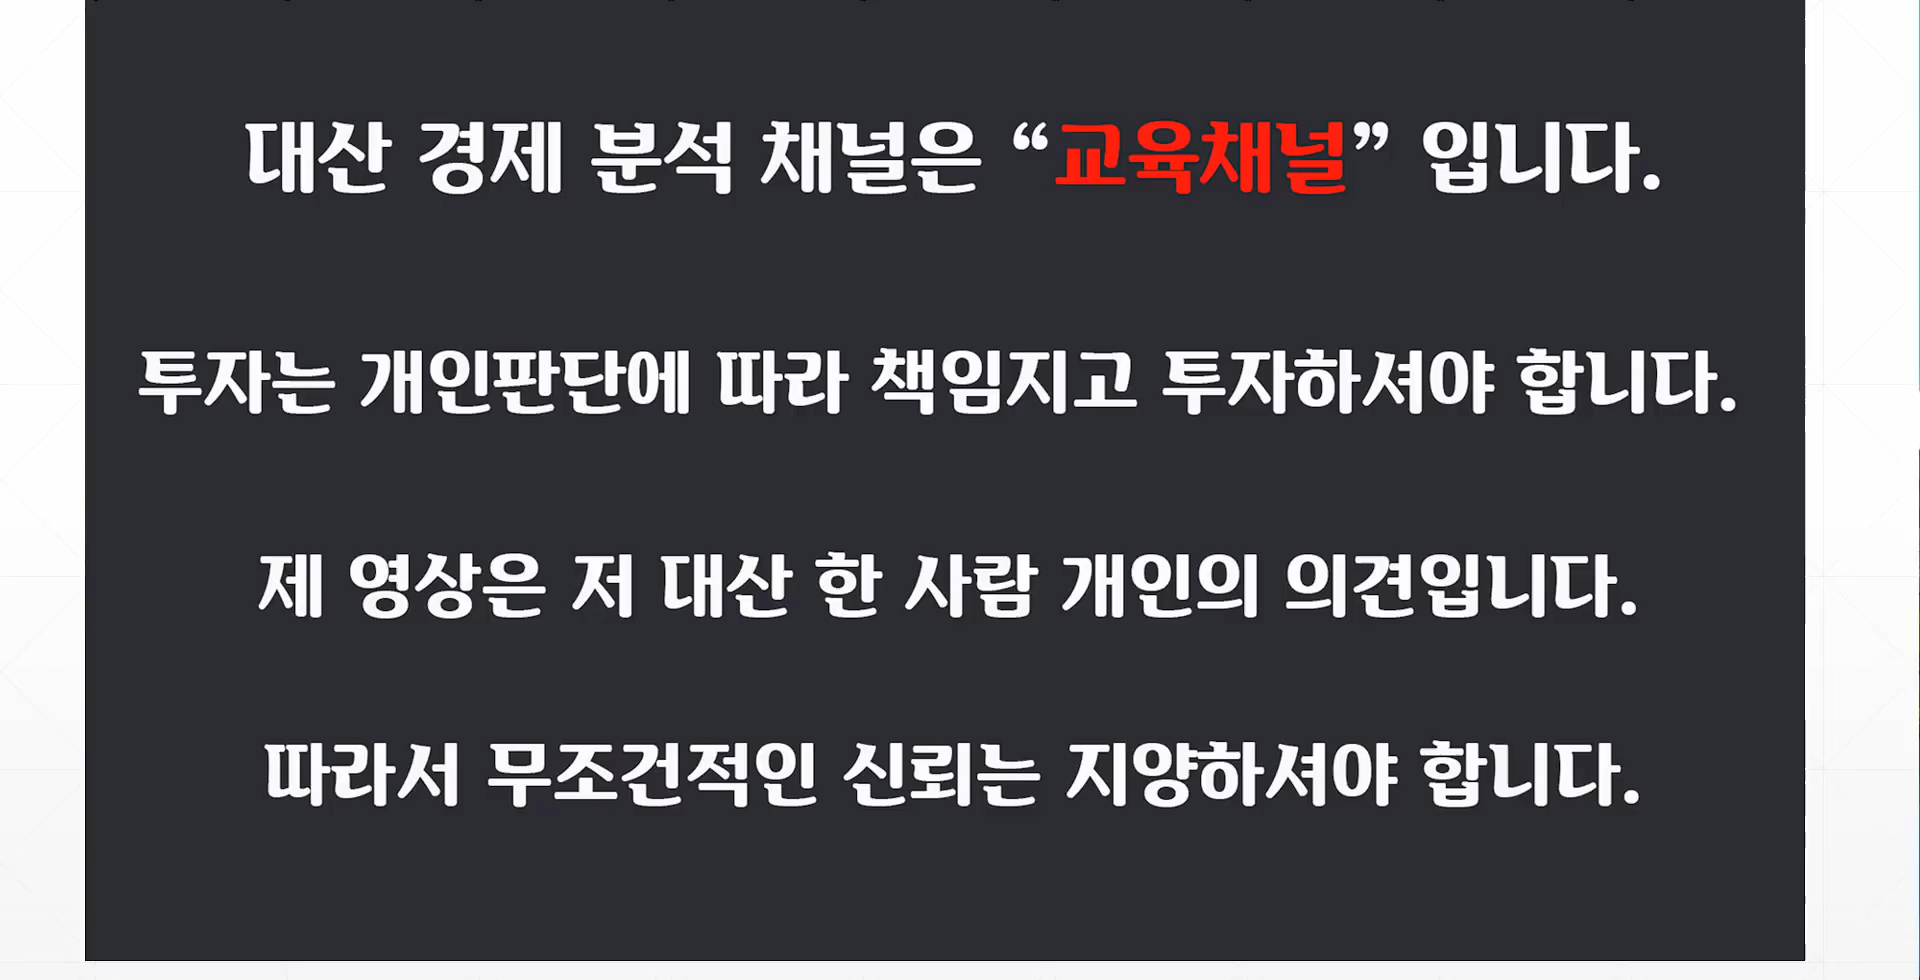 대산 경제 분석 채널은 “교육채널” 입니다.
투자는 개인판단에 따라 책임지고 투자하셔야 합니다.
제 영상은 저 대산 한 사람 개인의 의견입니다.
따라서 무조건적인 신뢰는 지양하셔야 합니다.